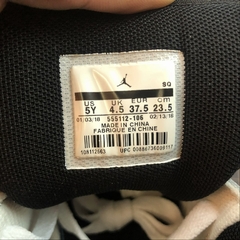 SQ
US UK EUR cm
5Y 4.5 37.5 23.5
01/03/18 555112-106 02/13/18
MADE IN CHINA
FABRIQUE EN CHINE
UPC